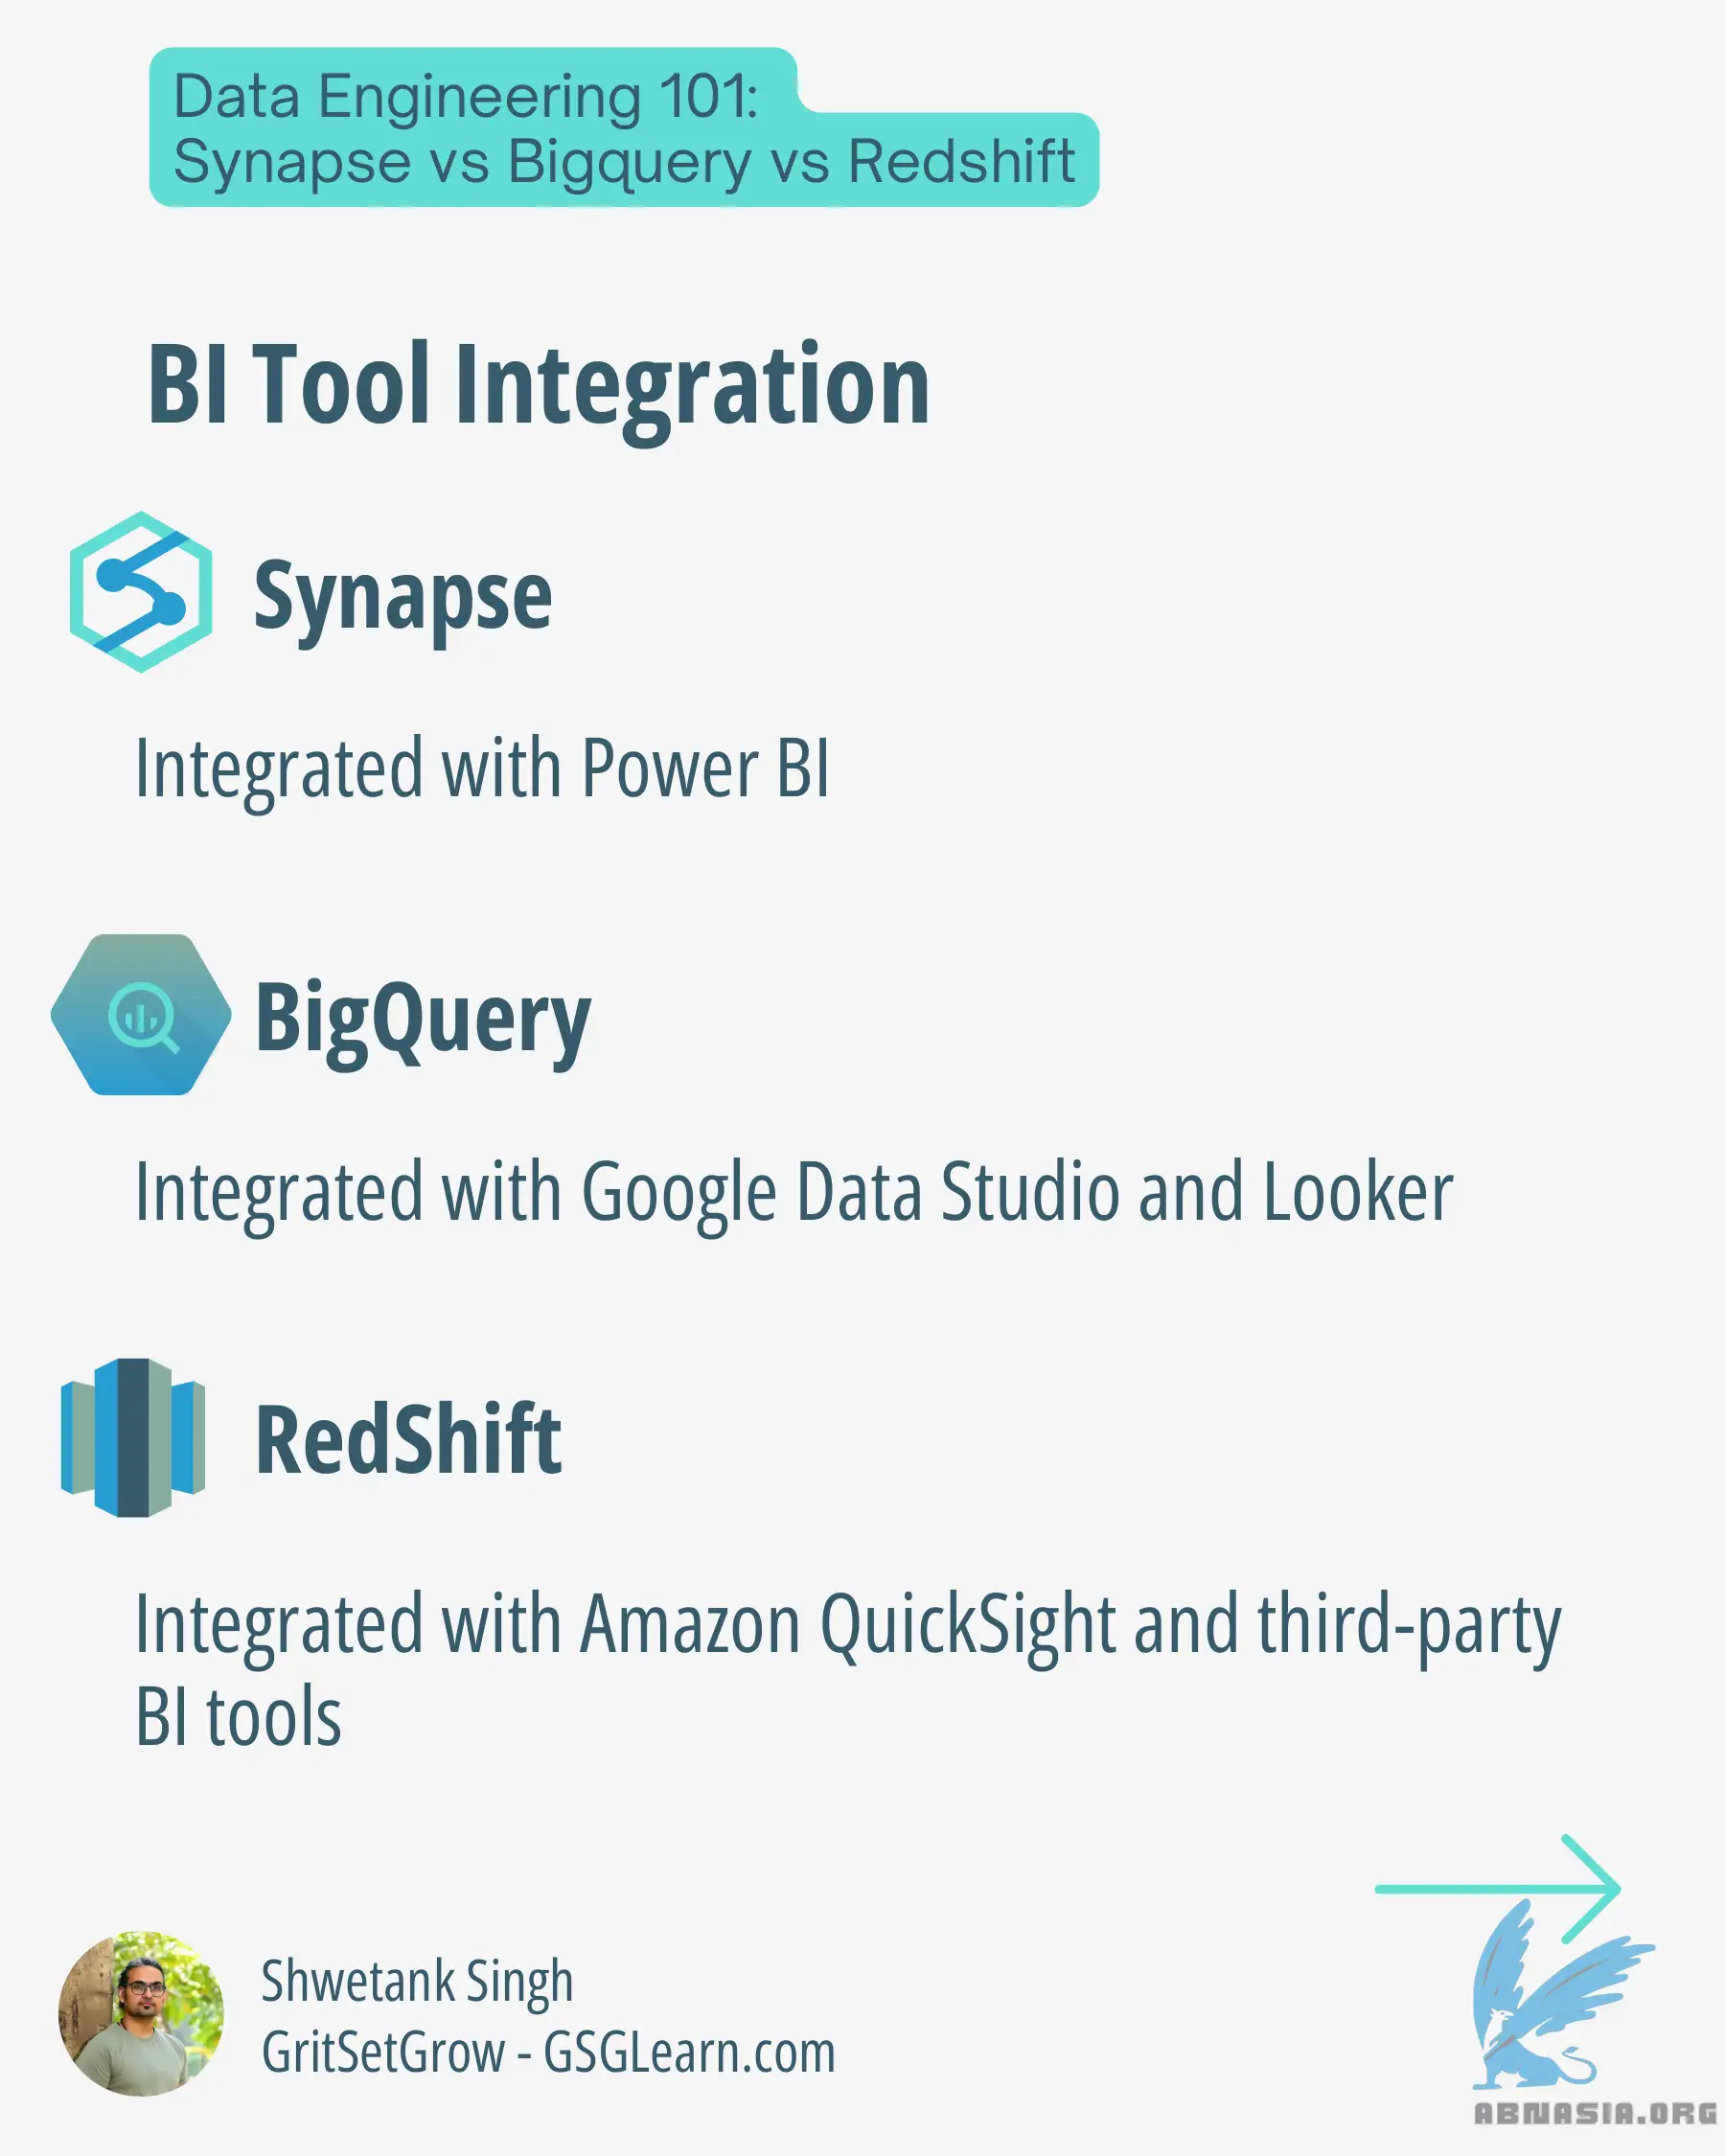 Data Engineering 101:
Synapse vs Bigquery vs Redshift
BI Tool Integration
Synapse
Integrated with Power BI
BigQuery
Integrated with Google Data Studio and Looker
RedShift
Integrated with Amazon QuickSight and third-party
BI tools
Shwetank Singh
GritSetGrow - GSGLearn.com
ABNASIA.ORG